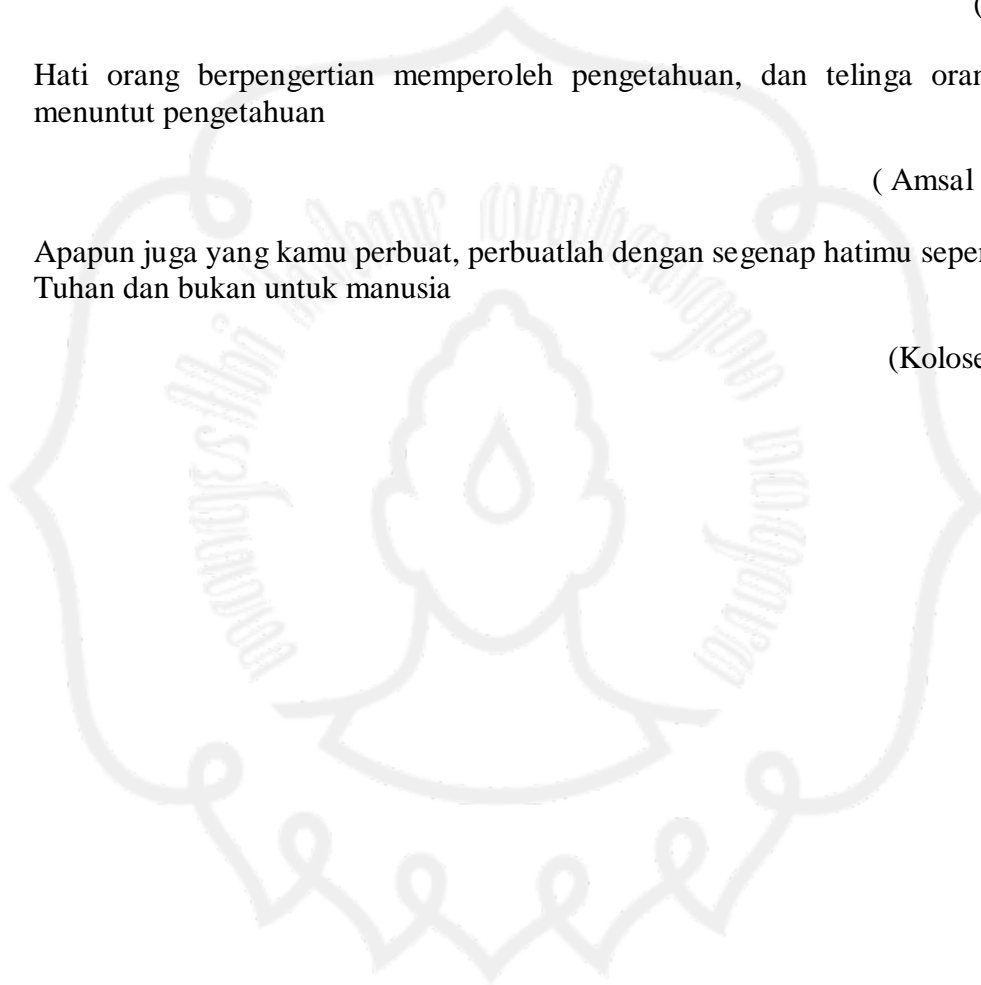 (
Hati orang berpengertian memperoleh pengetahuan, dan telinga oran
menuntut pengetahuan
( Amsal
Apapun juga yang kamu perbuat, perbuatlah dengan segenap hatimu seper
Tuhan dan bukan untuk manusia
(Kolose